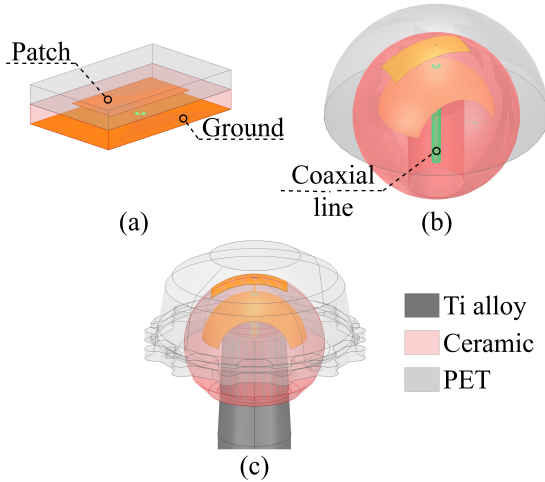 Patch
Ground
(a)
Coaxial
line
(b)
Ti alloy
Ceramic
PET
(c)